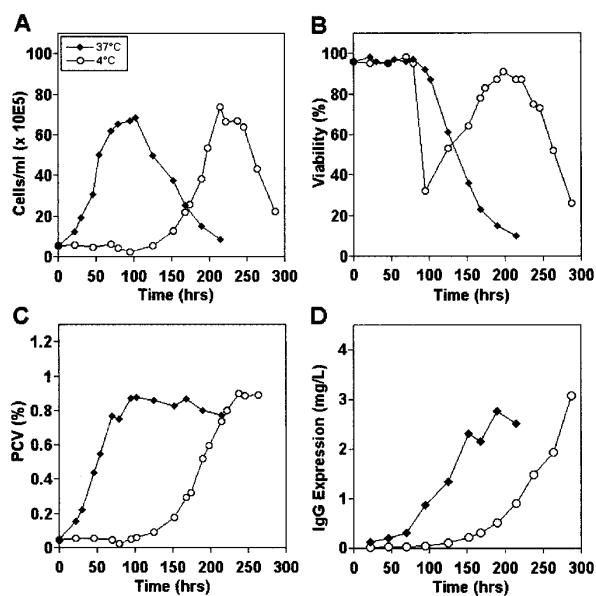 A
37°C
4°C
Cells/ml (x 10E5)
100
80
60
40
20
0
0 50 100 150 200 250 300
Time (hrs)
B
Viability (%)
100
80
60
40
20
0
0 50 100 150 200 250 300
Time (hrs)
C
PCV (%)
1.2
1
0.8
0.6
0.4
0.2
0
0 50 100 150 200 250 300
Time (hrs)
D
IgG Expression (mg/L)
4
3
2
1
0
0 50 100 150 200 250 300
Time (hrs)